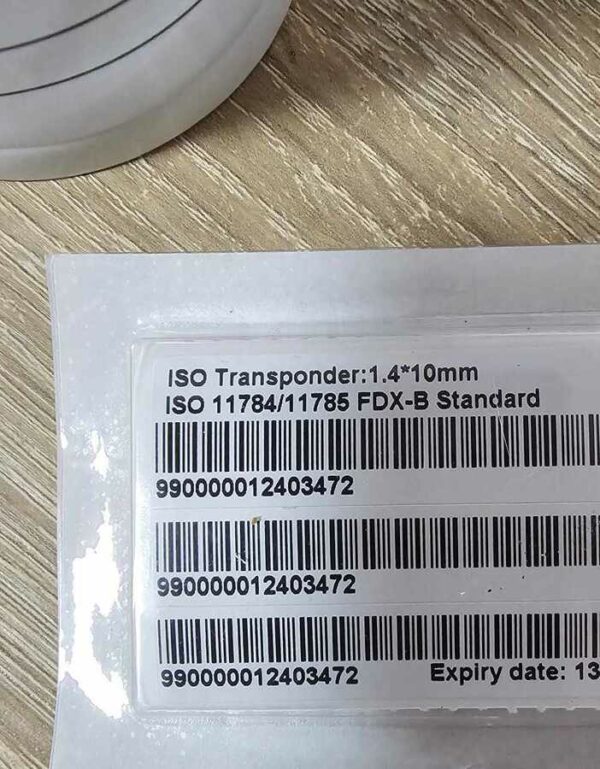 ISO Transponder:1.4*10mm
ISO 11784/11785 FDX-B Standard
990000012403472
990000012403472
990000012403472 Expiry date: 13